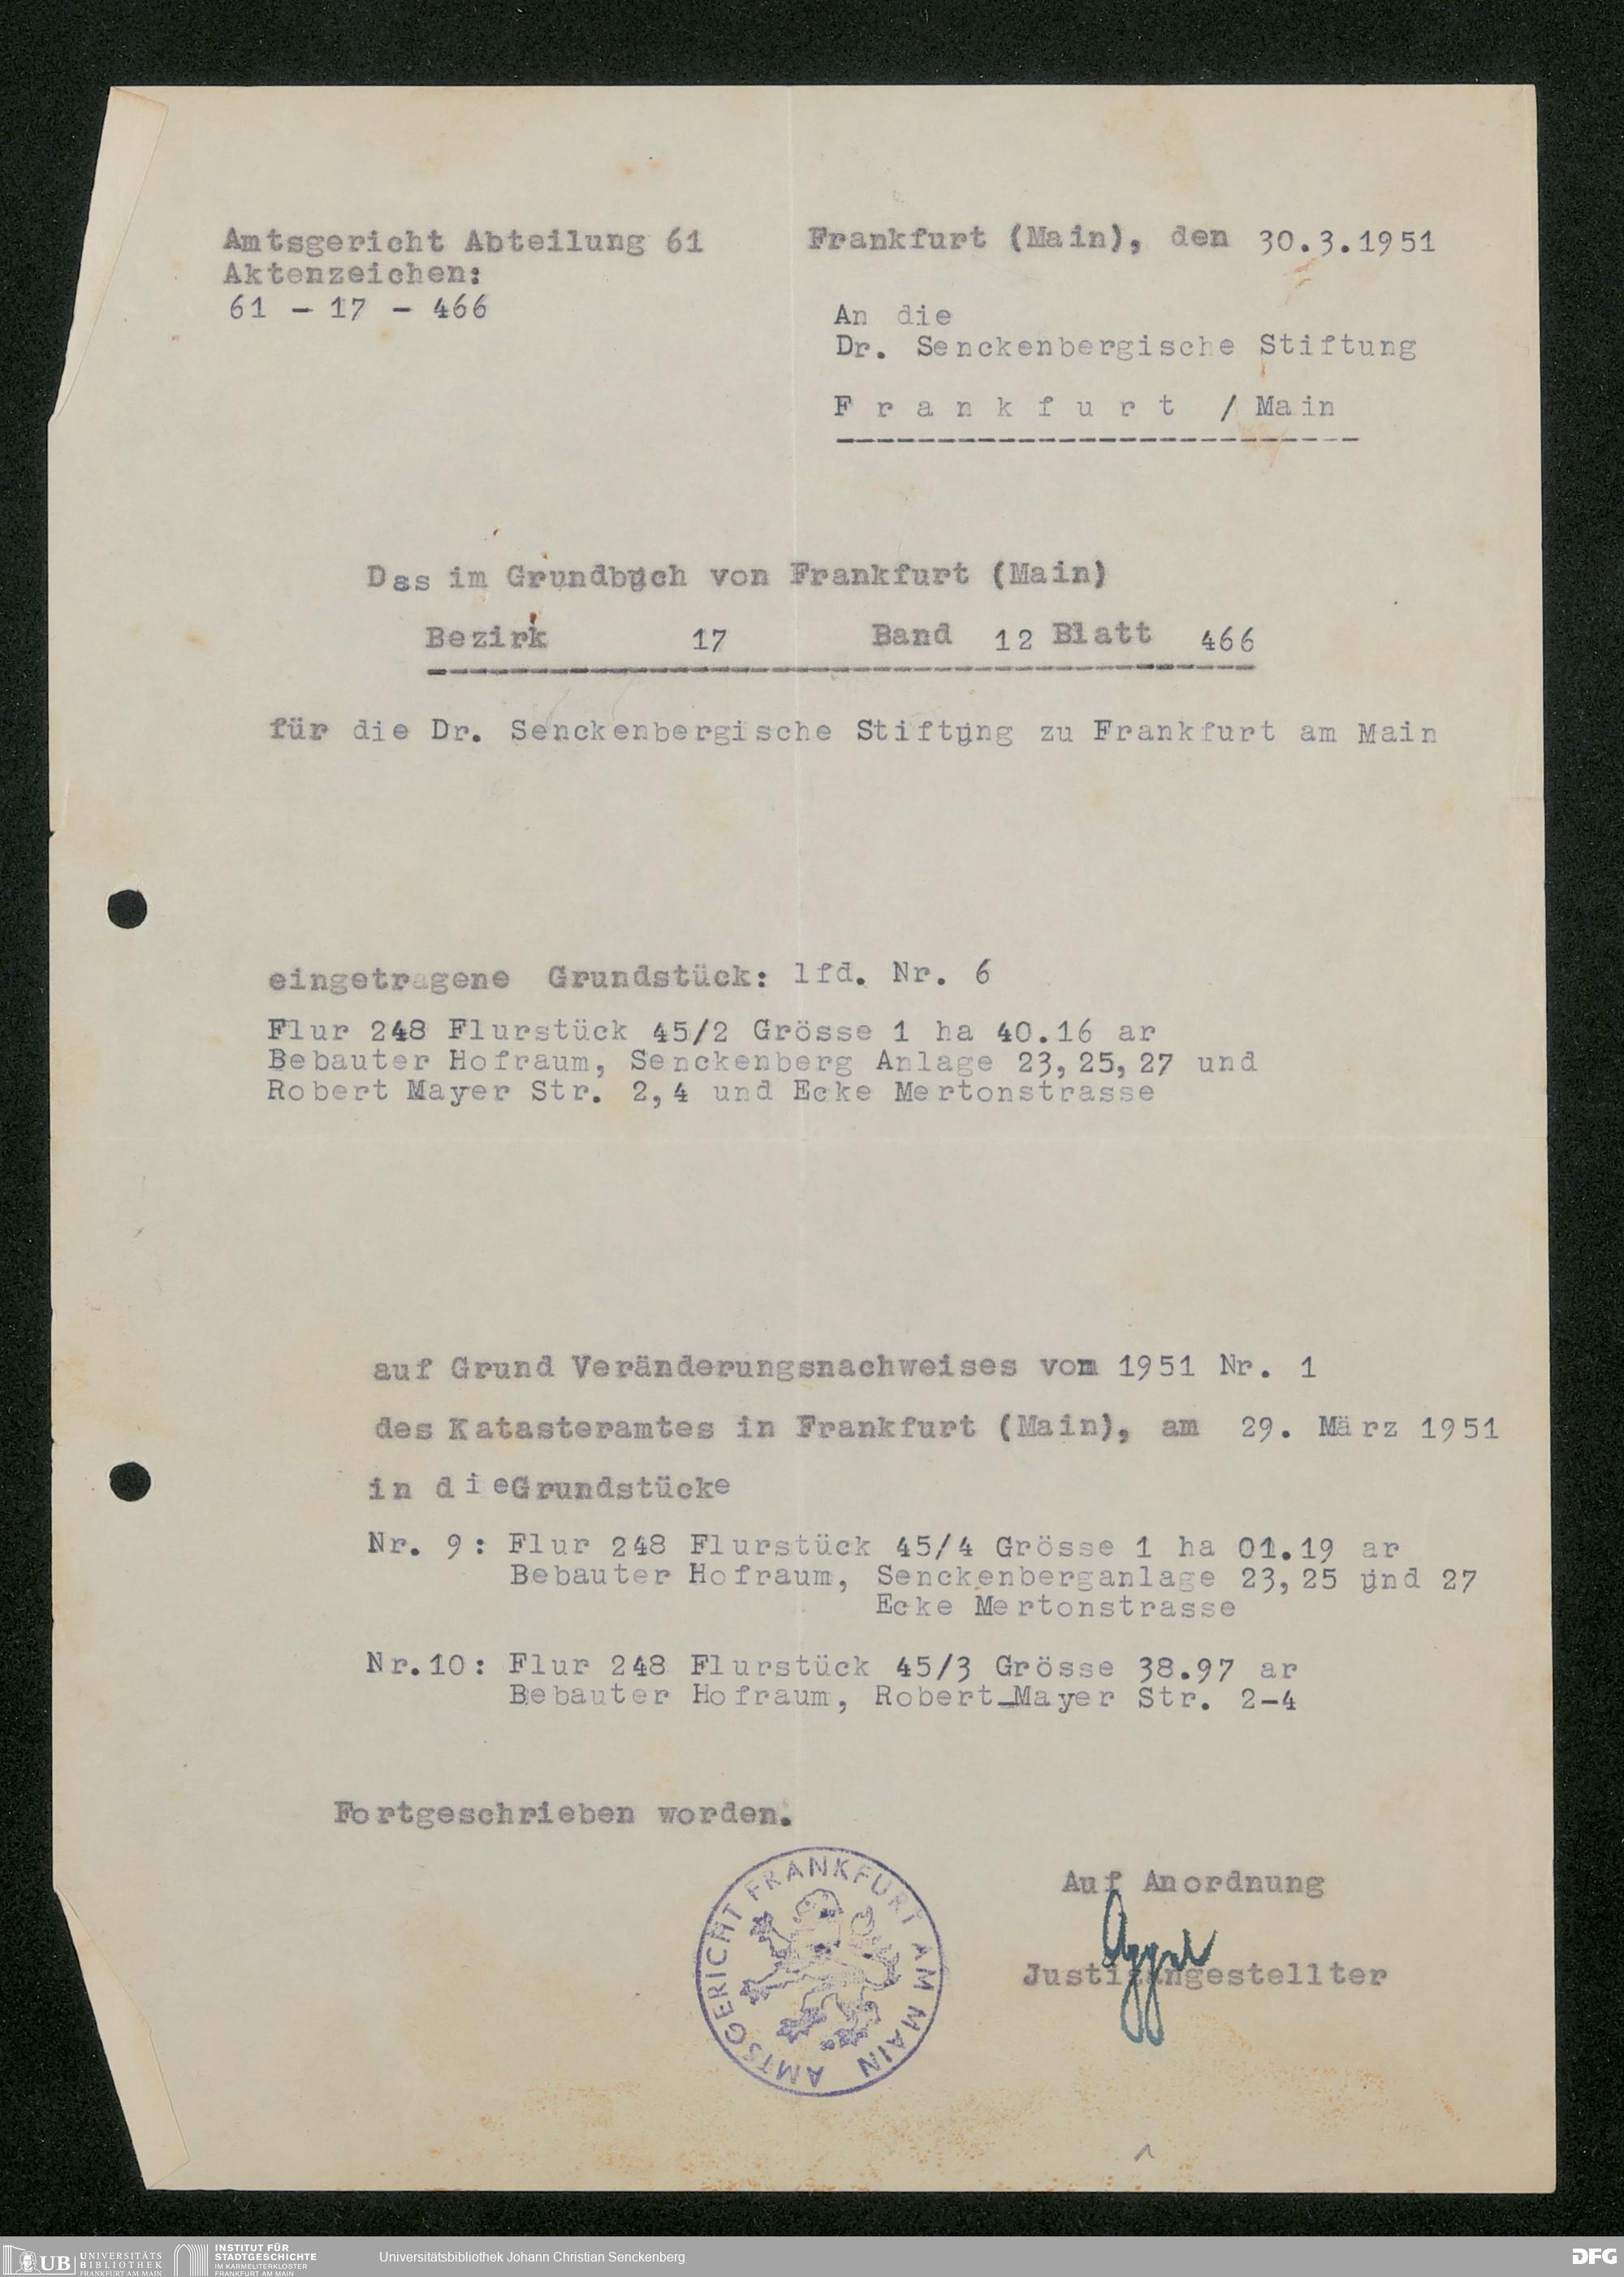 Amtsgericht Abteilung 61
Aktenzeichen:
61 - 17 - 466
Frankfurt (Main), den 30.3.1951
An die
Dr. Senckenbergische Stiftung
F r a n k f u r t / Main
Das im Grundbuch von Frankfurt (Main)
Bezirk 17 Band 12 Blatt 466
für die Dr. Senckenbergische Stiftung zu Frankfurt am Main
eingetragene Grundstück: lfd. Nr. 6
Flur 248 Flurstück 45/2 Grösse 1 ha 40.16 ar
Bebauter Hofraum, Senckenberg Anlage 23,25,27 und
Robert Mayer Str. 2,4 und Ecke Mertonstrasse
auf Grund Veränderungsnachweises vom 1951 Nr. 1
des Katasteramtes in Frankfurt (Main), am 29. März 1951
in die Grundstücke
Nr. 9: Flur 248 Flurstück 45/4 Grösse 1 ha 01.19 ar
Bebauter Hofraum, Senckenberganlage 23,25 und 27
Ecke Mertonstrasse
Nr.10: Flur 248 Flurstück 45/3 Grösse 38.97 ar
Bebauter Hofraum, Robert-Mayer Str. 2-4
Fortgeschrieben worden.
AMTSGERICHT FRANKFURT AM MAIN
Auf Anordnung
Justizangestellter
UB UNIVERSITÄTS
BIBLIOTHEK
FRANKFURT AM MAIN
INSTITUT FÜR
STADTGESCHICHTE
IM KARMELITERKLOSTER
FRANKFURT AM MAIN
Universitätsbibliothek Johann Christian Senckenberg
DFG